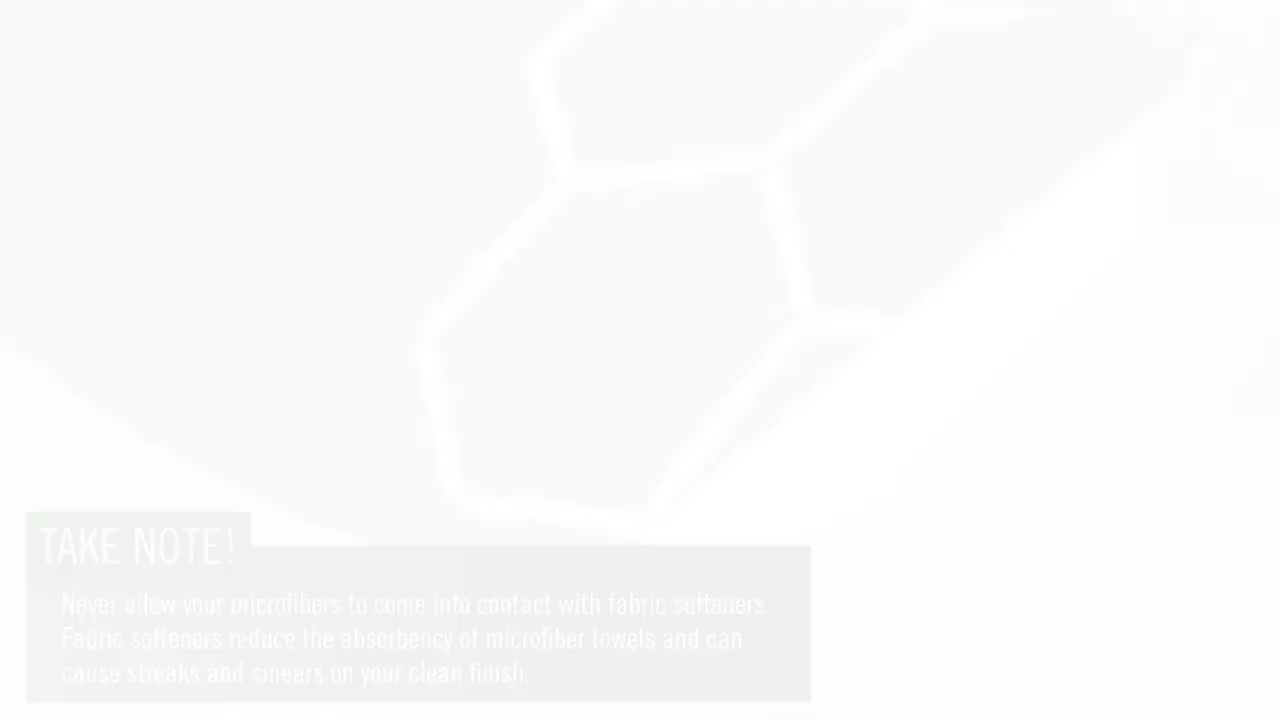 TAKE NOTE!
Never allow your microfibers to come into contact with fabric softeners.
Fabric softeners reduce the absorbency of microfiber towels and can
cause streaks and smears on your clean finish.